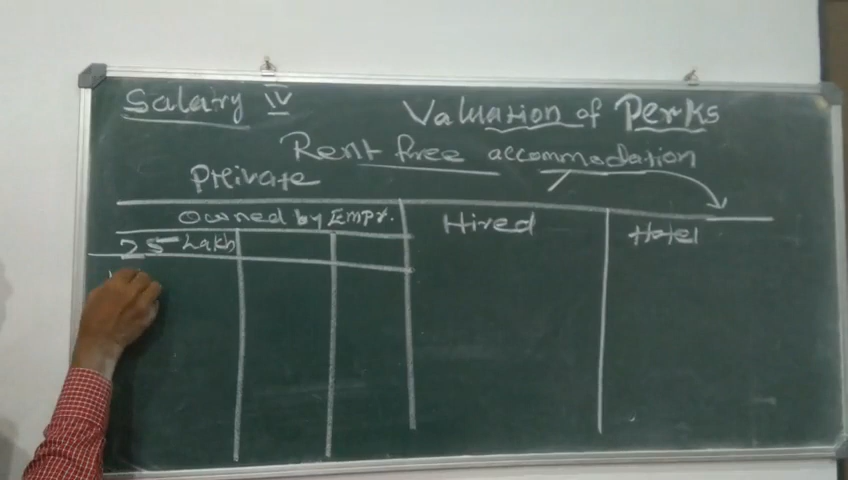 Salary IV
Valuation of Perks
Rent free accommodation
Private
Owned by Empr.
Hired
Hotel
25 Lakh